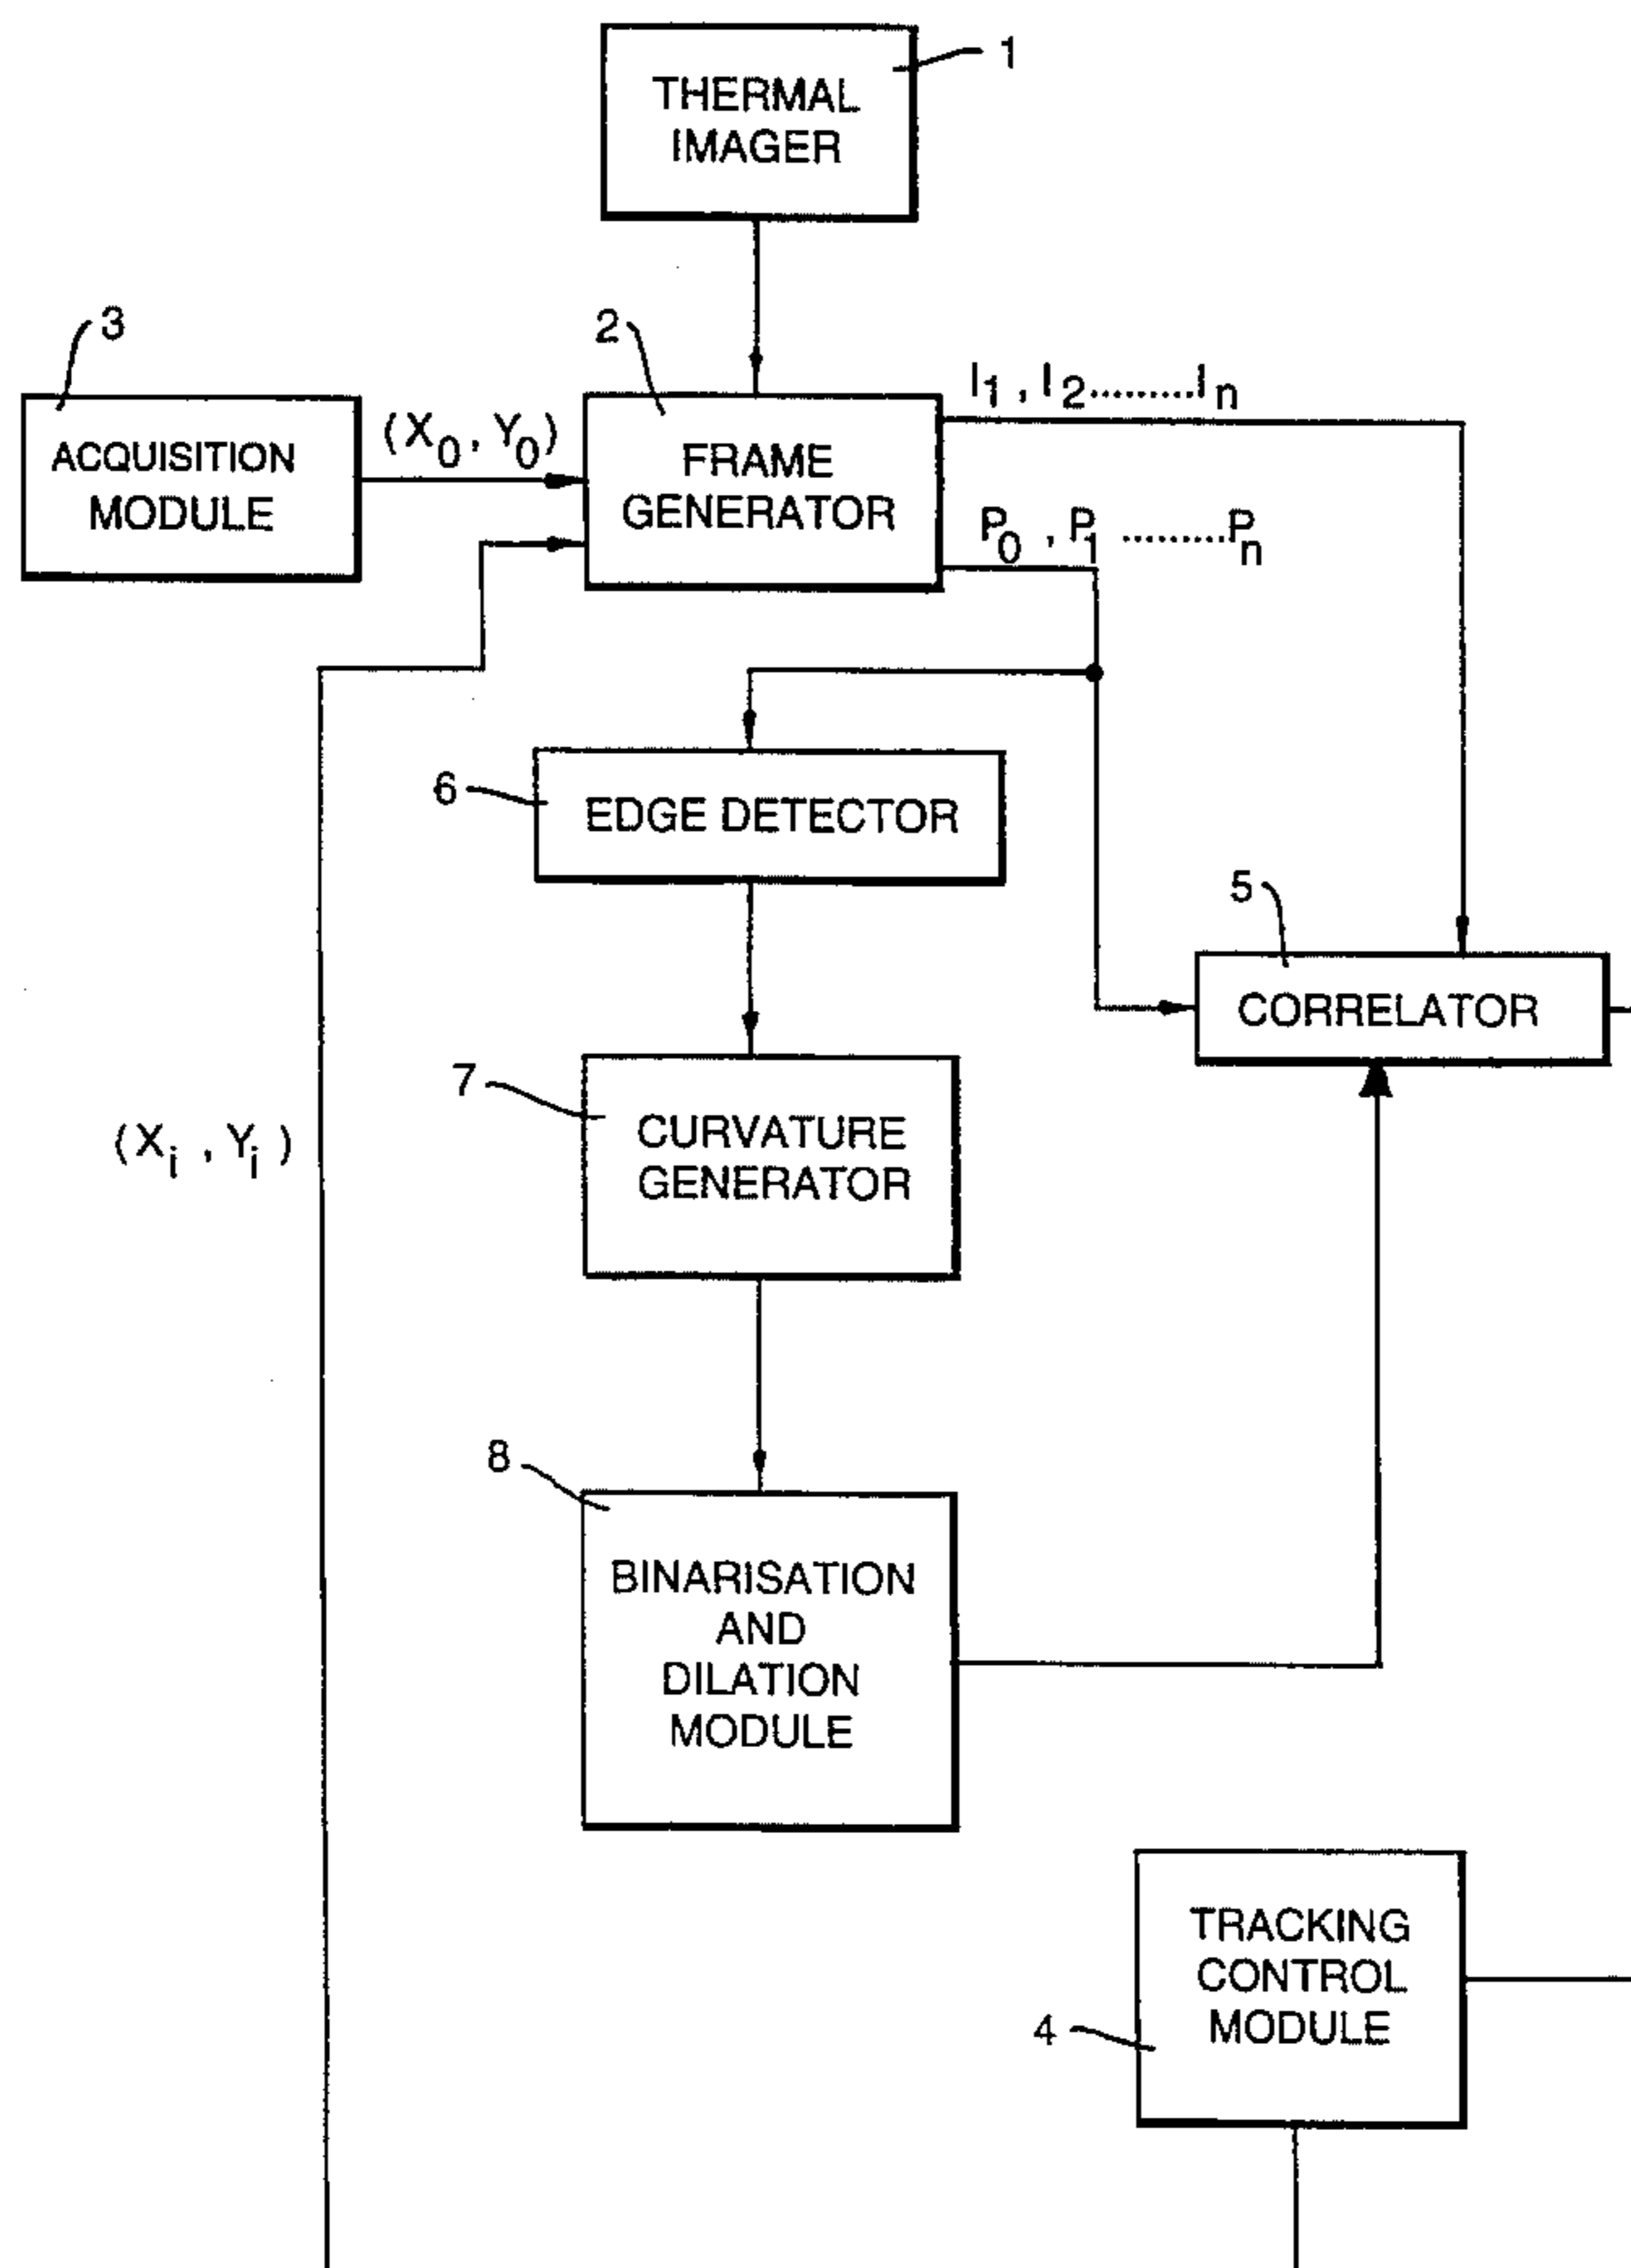 1
THERMAL
IMAGER
3
2
I1 , I2.........In
ACQUISITION
MODULE
(X0 , Y0)
FRAME
GENERATOR
P0 , P1 .........Pn
6
EDGE DETECTOR
5
CORRELATOR
7
CURVATURE
GENERATOR
(Xi , Yi)
8
BINARISATION
AND
DILATION
MODULE
TRACKING
CONTROL
MODULE
4